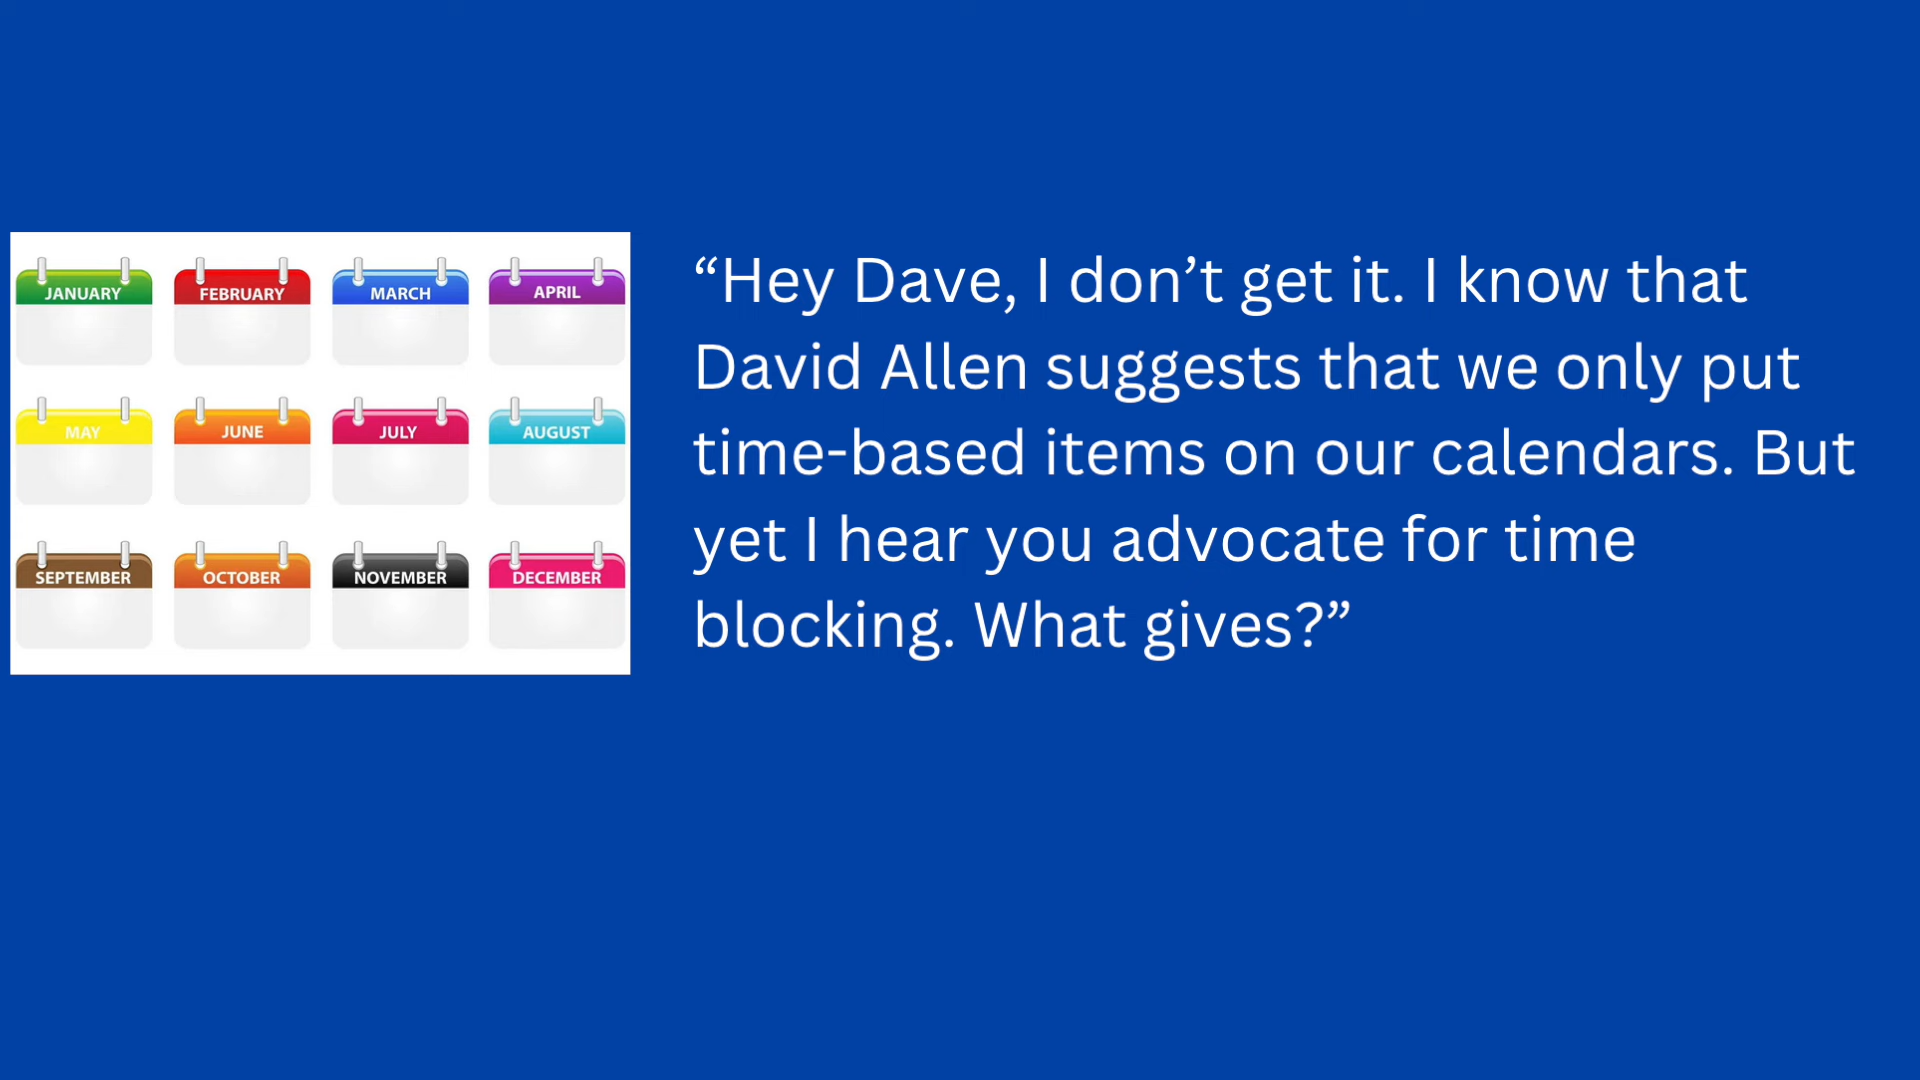 JANUARY FEBRUARY MARCH APRIL
MAY JUNE JULY AUGUST
SEPTEMBER OCTOBER NOVEMBER DECEMBER
“Hey Dave, I don’t get it. I know that
David Allen suggests that we only put
time-based items on our calendars. But
yet I hear you advocate for time
blocking. What gives?”